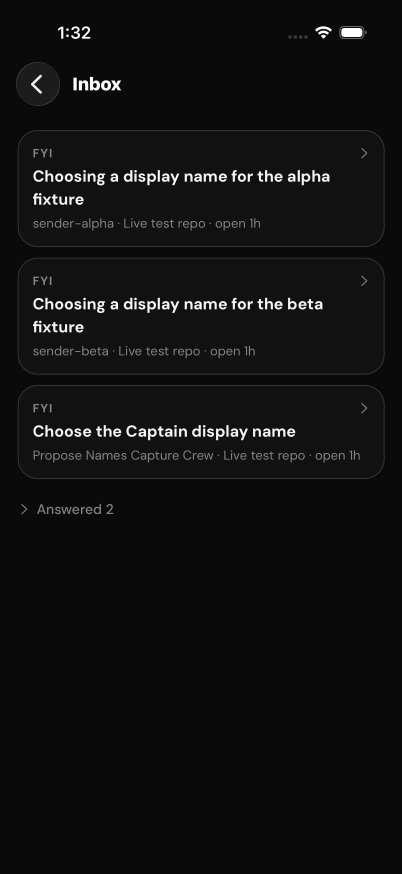 1:32
Inbox
FYI
Choosing a display name for the alpha
fixture
sender-alpha · Live test repo · open 1h
FYI
Choosing a display name for the beta
fixture
sender-beta · Live test repo · open 1h
FYI
Choose the Captain display name
Propose Names Capture Crew · Live test repo · open 1h
Answered 2